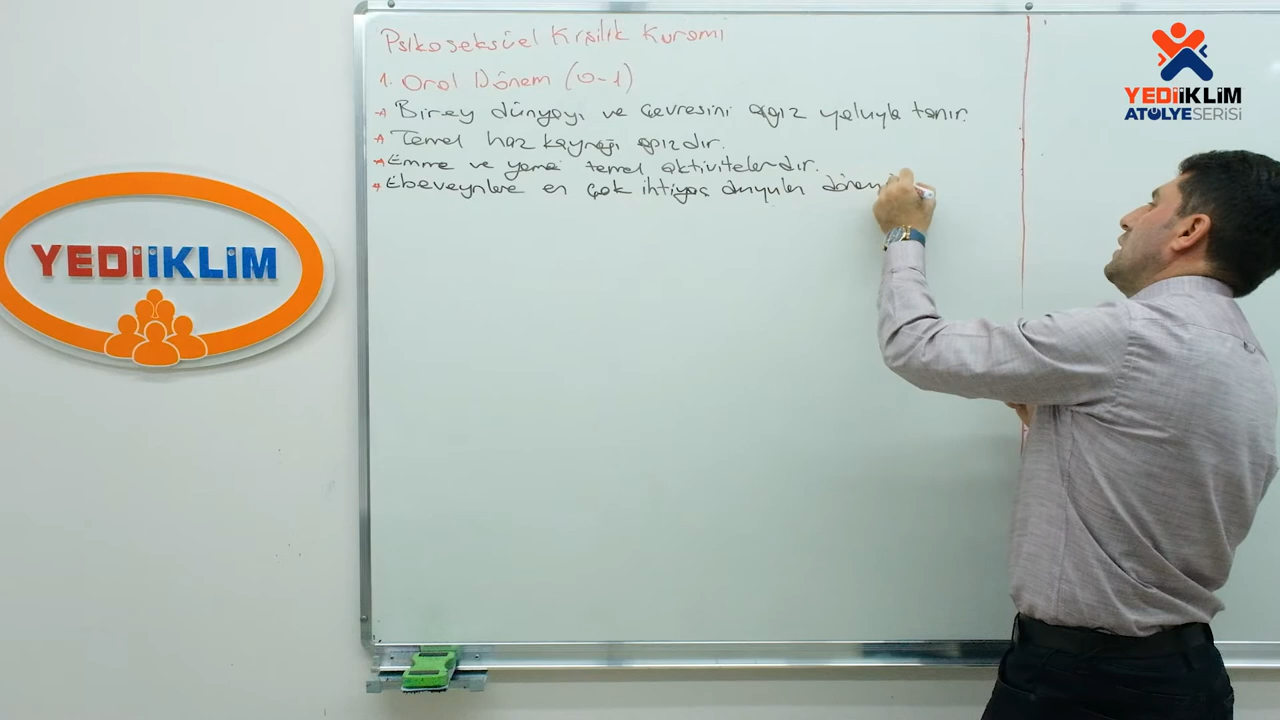 Psikoseksüel Kişilik Kuramı
1. Oral Dönem (0-1)
Birey dünyayı ve çevresini ağız yoluyla tanır.
Temel haz kaynağı ağızdır.
Emme ve yeme temel aktivitelerdir.
Ebeveynlere en çok ihtiyaç duyulan dönem
YEDİİKLİM
YEDİİKLİM
ATÖLYESERİSİ